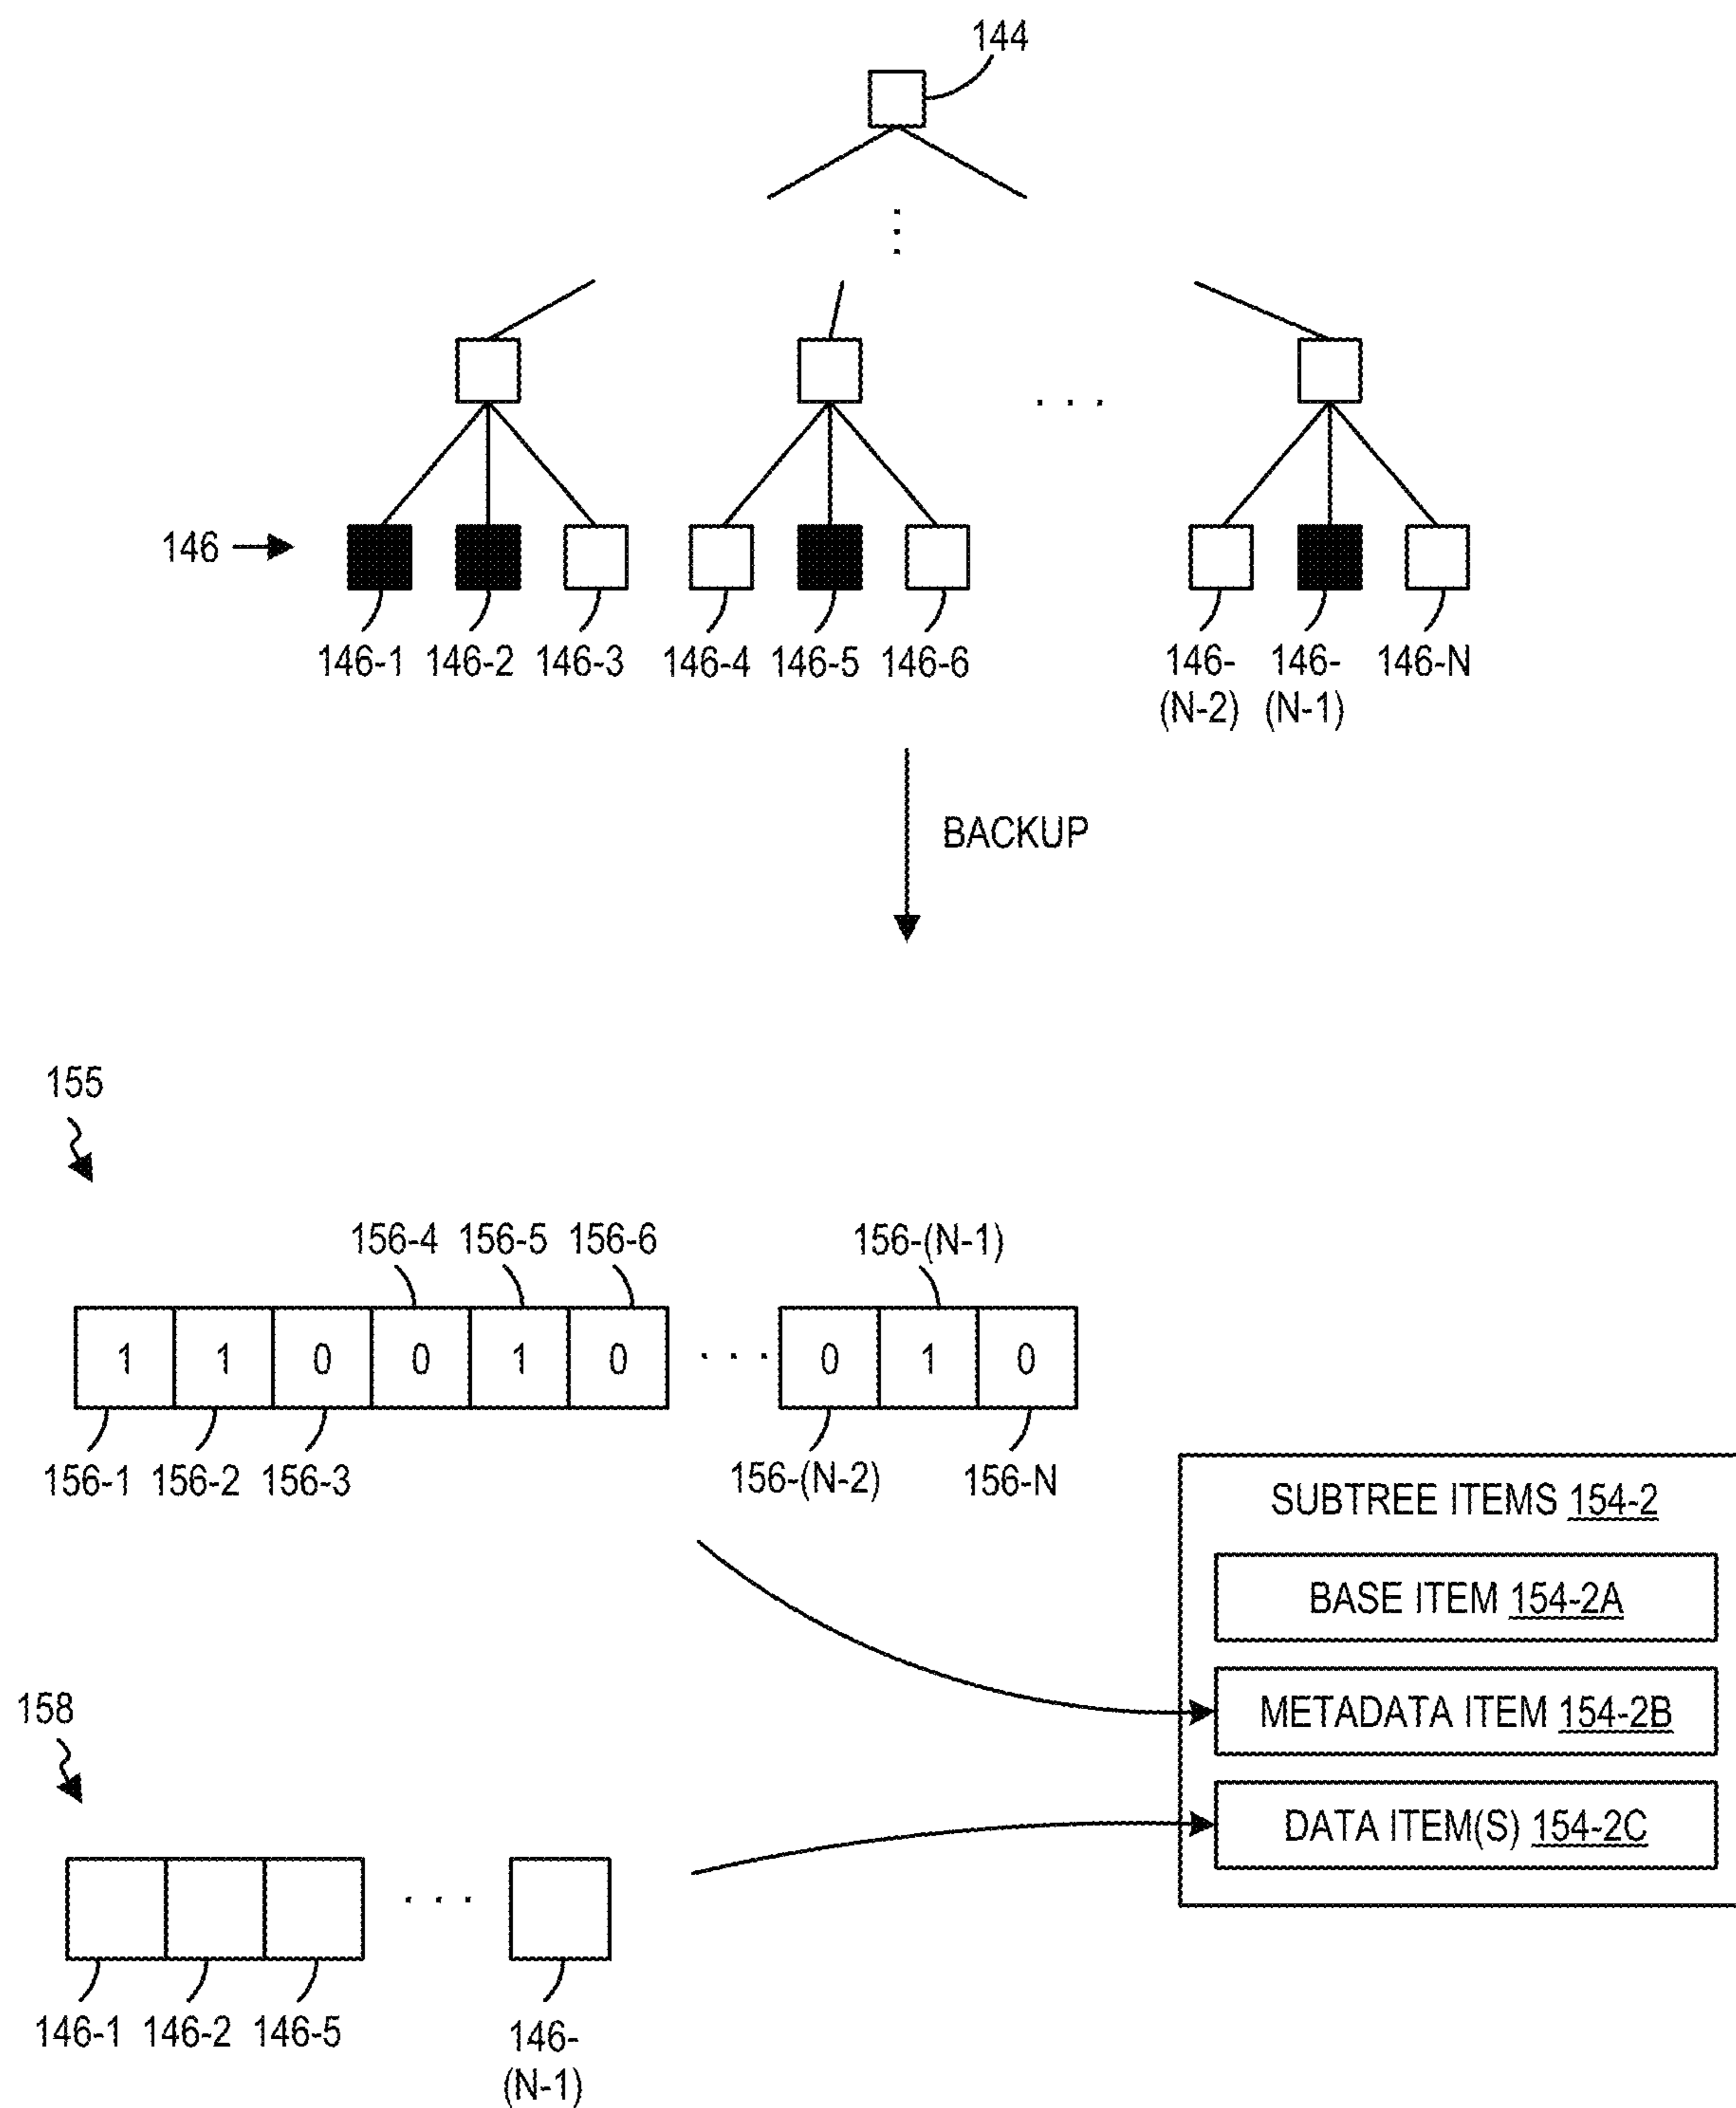 144
146
146-1 146-2 146-3 146-4 146-5 146-6 146- 146- 146-N
(N-2) (N-1)
BACKUP
155
156-4 156-5 156-6 156-(N-1)
1 1 0 0 1 0 . . . 0 1 0
156-1 156-2 156-3 156-(N-2) 156-N
SUBTREE ITEMS 154-2
BASE ITEM 154-2A
METADATA ITEM 154-2B
DATA ITEM(S) 154-2C
158
146-1 146-2 146-5 146-
(N-1)